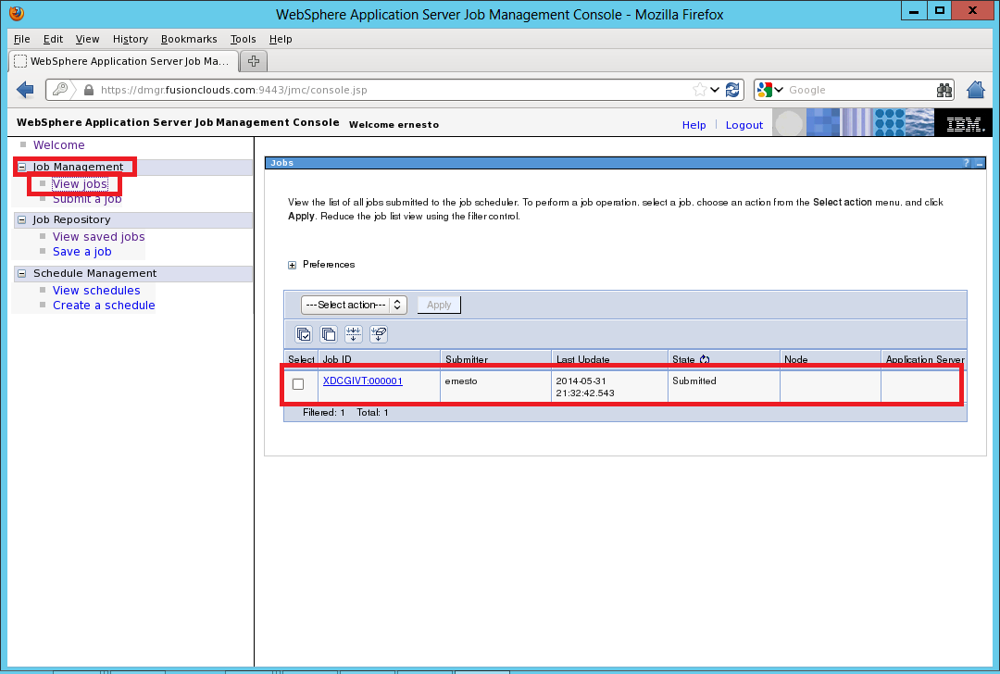 WebSphere Application Server Job Management Console - Mozilla Firefox
File Edit View History Bookmarks Tools Help
WebSphere Application Server Job Ma...
https://dmgr.fusionclouds.com:9443/jmc/console.jsp
Google
WebSphere Application Server Job Management Console Welcome ernesto
Help Logout
IBM.
Welcome
Job Management
View jobs
Submit a job
Job Repository
View saved jobs
Save a job
Schedule Management
View schedules
Create a schedule
Jobs
?
View the list of all jobs submitted to the job scheduler. To perform a job operation, select a job, choose an action from the Select action menu, and click
Apply. Reduce the job list view using the filter control.
Preferences
---Select action--- Apply
Select Job ID Submitter Last Update State Node Application Server
XDCGIVT:000001 ernesto 2014-05-31 Submitted
21:32:42.543
Filtered: 1 Total: 1